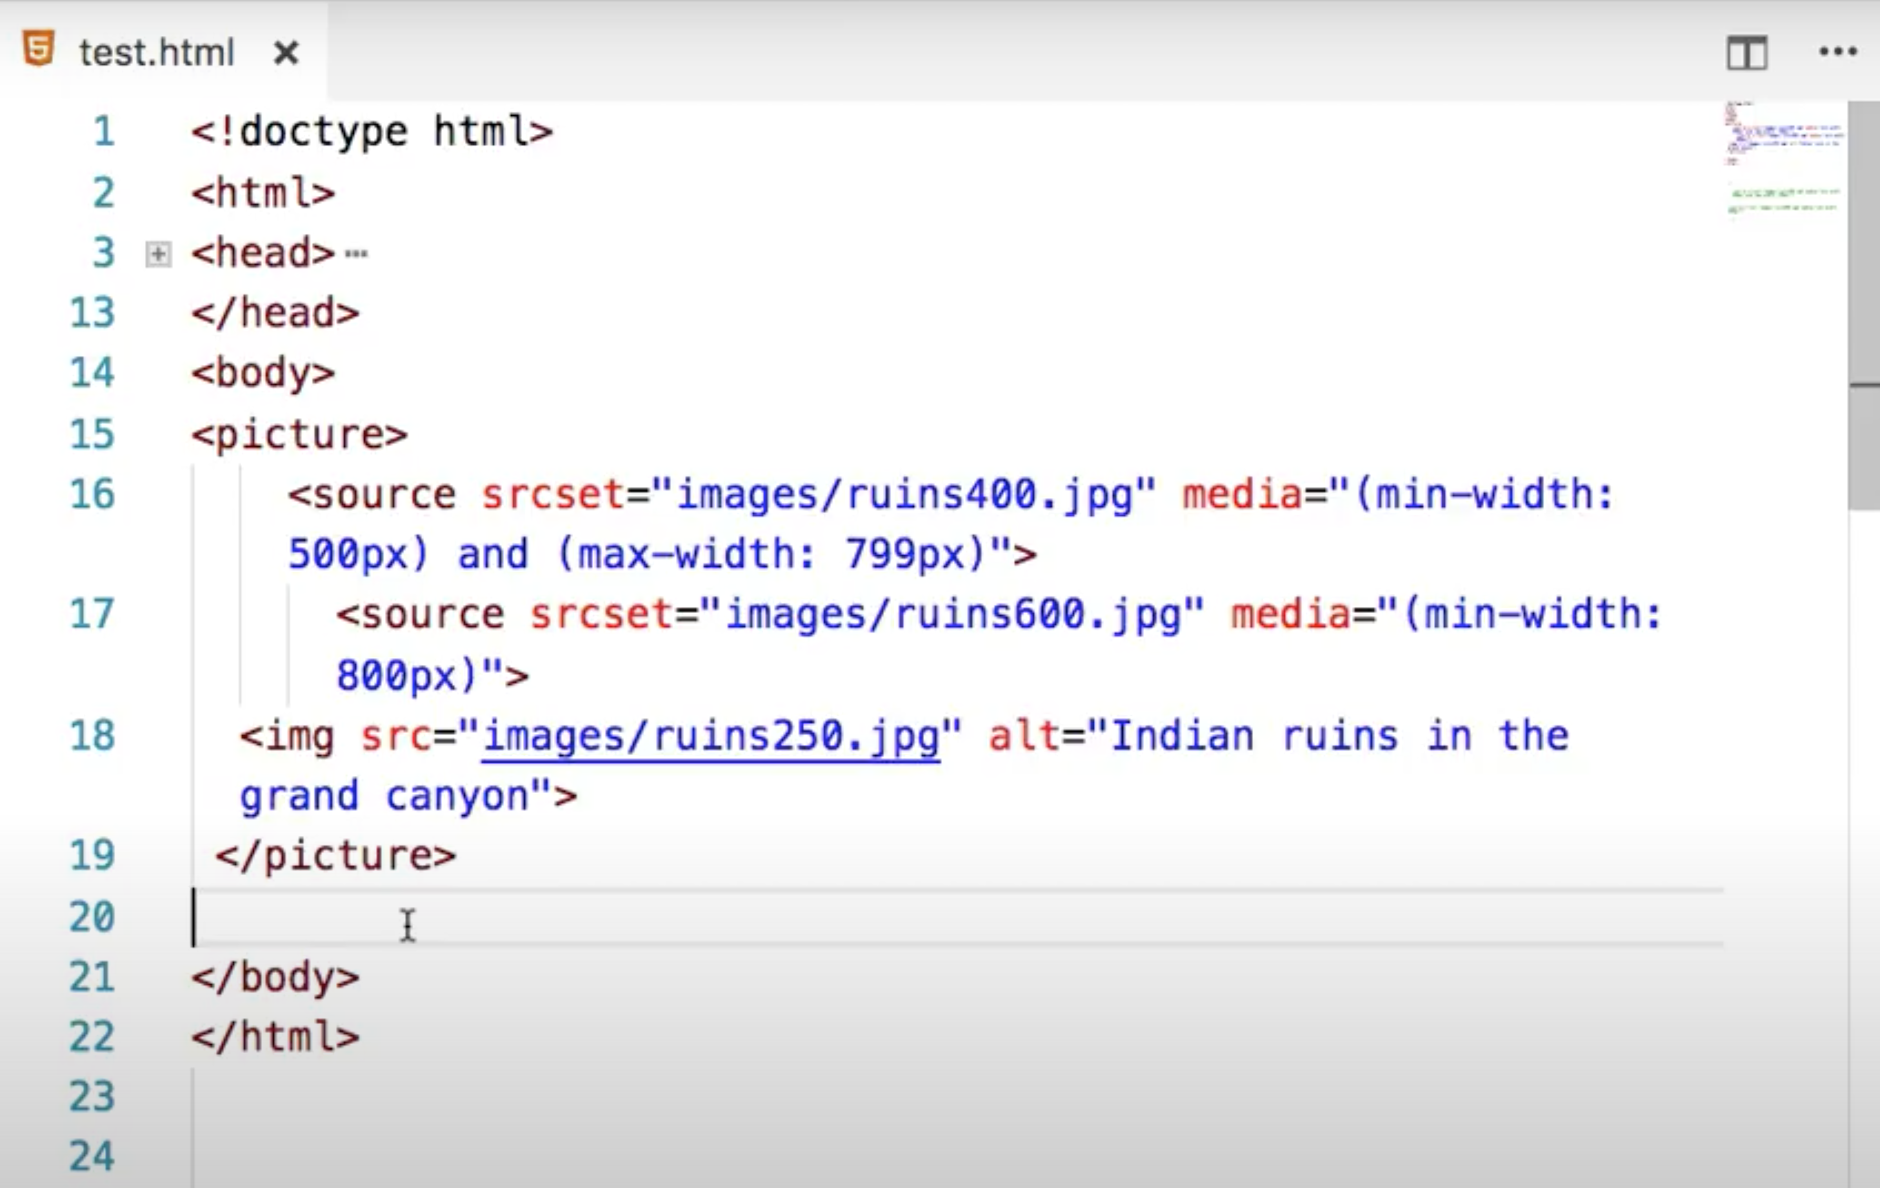 test.html
1 <!doctype html>
2 <html>
3 <head>
13 </head>
14 <body>
15 <picture>
16 <source srcset="images/ruins400.jpg" media="(min-width:
500px) and (max-width: 799px)">
17 <source srcset="images/ruins600.jpg" media="(min-width:
800px)">
18 <img src="images/ruins250.jpg" alt="Indian ruins in the
grand canyon">
19 </picture>
20
21 </body>
22 </html>
23
24